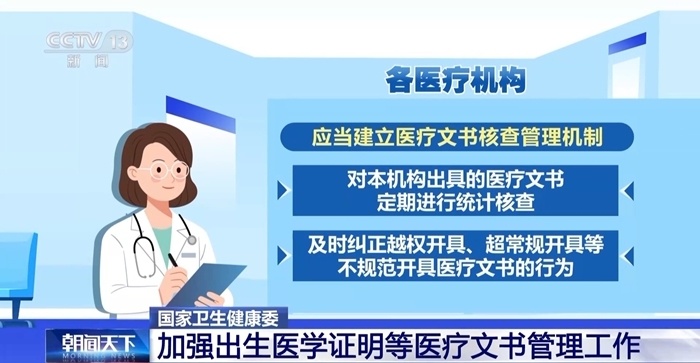 CCTV 13
新闻
各医疗机构
应当建立医疗文书核查管理机制
对本机构出具的医疗文书
定期进行统计核查
及时纠正越权开具、超常规开具等
不规范开具医疗文书的行为
国家卫生健康委
朝闻天下
MORNING NEWS
加强出生医学证明等医疗文书管理工作